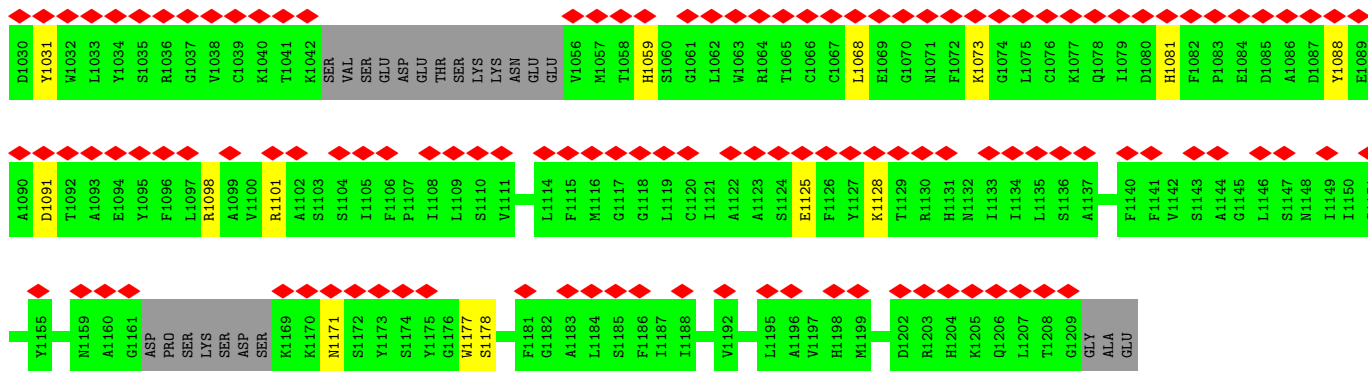 D1030 Y1031 W1032 L1033 Y1034 S1035 R1036 G1037 V1038 C1039 K1040 T1041 K1042 SER VAL SER GLU ASP GLU THR SER LYS LYS ASN GLU GLU V1056 M1057 T1058 H1059 S1060 G1061 L1062 W1063 R1064 T1065 C1066 C1067 L1068 E1069 G1070 N1071 F1072 K1073 G1074 L1075 C1076 K1077 Q1078 I1079 D1080 H1081 F1082 P1083 E1084 D1085 A1086 D1087 Y1088 E1089
A1090 D1091 T1092 A1093 E1094 Y1095 F1096 L1097 R1098 A1099 V1100 R1101 A1102 S1103 S1104 I1105 F1106 P1107 I1108 L1109 S1110 V1111 L1114 F1115 M1116 G1117 G1118 L1119 C1120 I1121 A1122 A1123 S1124 E1125 F1126 Y1127 K1128 T1129 R1130 H1131 N1132 I1133 I1134 L1135 S1136 A1137 F1140 F1141 V1142 S1143 A1144 G1145 L1146 S1147 N1148 I1149 I1150
Y1155 N1159 A1160 G1161 ASP PRO SER LYS SER ASP SER K1169 K1170 N1171 S1172 Y1173 S1174 Y1175 G1176 W1177 S1178 F1181 G1182 A1183 L1184 S1185 F1186 I1187 I1188 V1192 L1195 A1196 V1197 H1198 M1199 D1202 R1203 H1204 K1205 Q1206 L1207 T1208 G1209 GLY ALA GLU